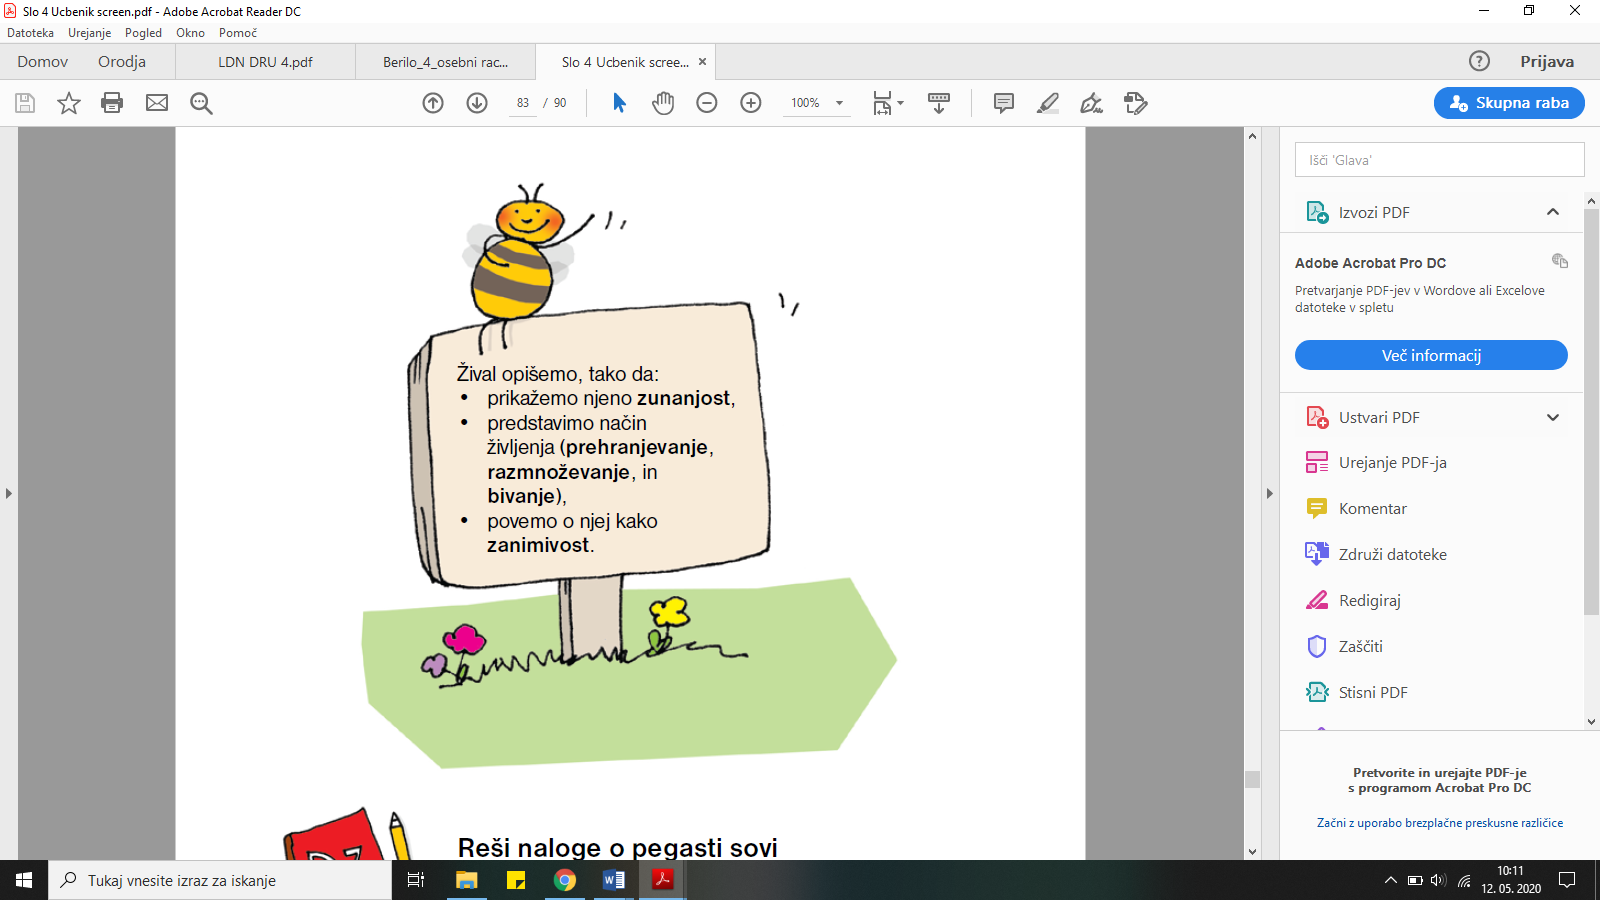 Slo 4 Ucbenik screen.pdf - Adobe Acrobat Reader DC
Datoteka Urejanje Pogled Okno Pomoč
Domov Orodja LDN DRU 4.pdf Berilo_4_osebni rac... Slo 4 Ucbenik scree... × ? Prijava
83 / 90 100% Skupna raba
Išči 'Glava'
Izvozi PDF
Adobe Acrobat Pro DC
Pretvarjanje PDF-jev v Wordove ali Excelove
datoteke v spletu
Več informacij
Ustvari PDF
Urejanje PDF-ja
Komentar
Združi datoteke
Redigiraj
Zaščiti
Stisni PDF
Pretvorite in urejajte PDF-je
s programom Acrobat Pro DC
Začni z uporabo brezplačne preskusne različice
Žival opišemo, tako da:
• prikažemo njeno zunanjost,
• predstavimo način
življenja (prehranjevanje,
razmnoževanje, in
bivanje),
• povemo o njej kako
zanimivost.
Reši naloge o pegasti sovi
Tukaj vnesite izraz za iskanje
10:11
12. 05. 2020